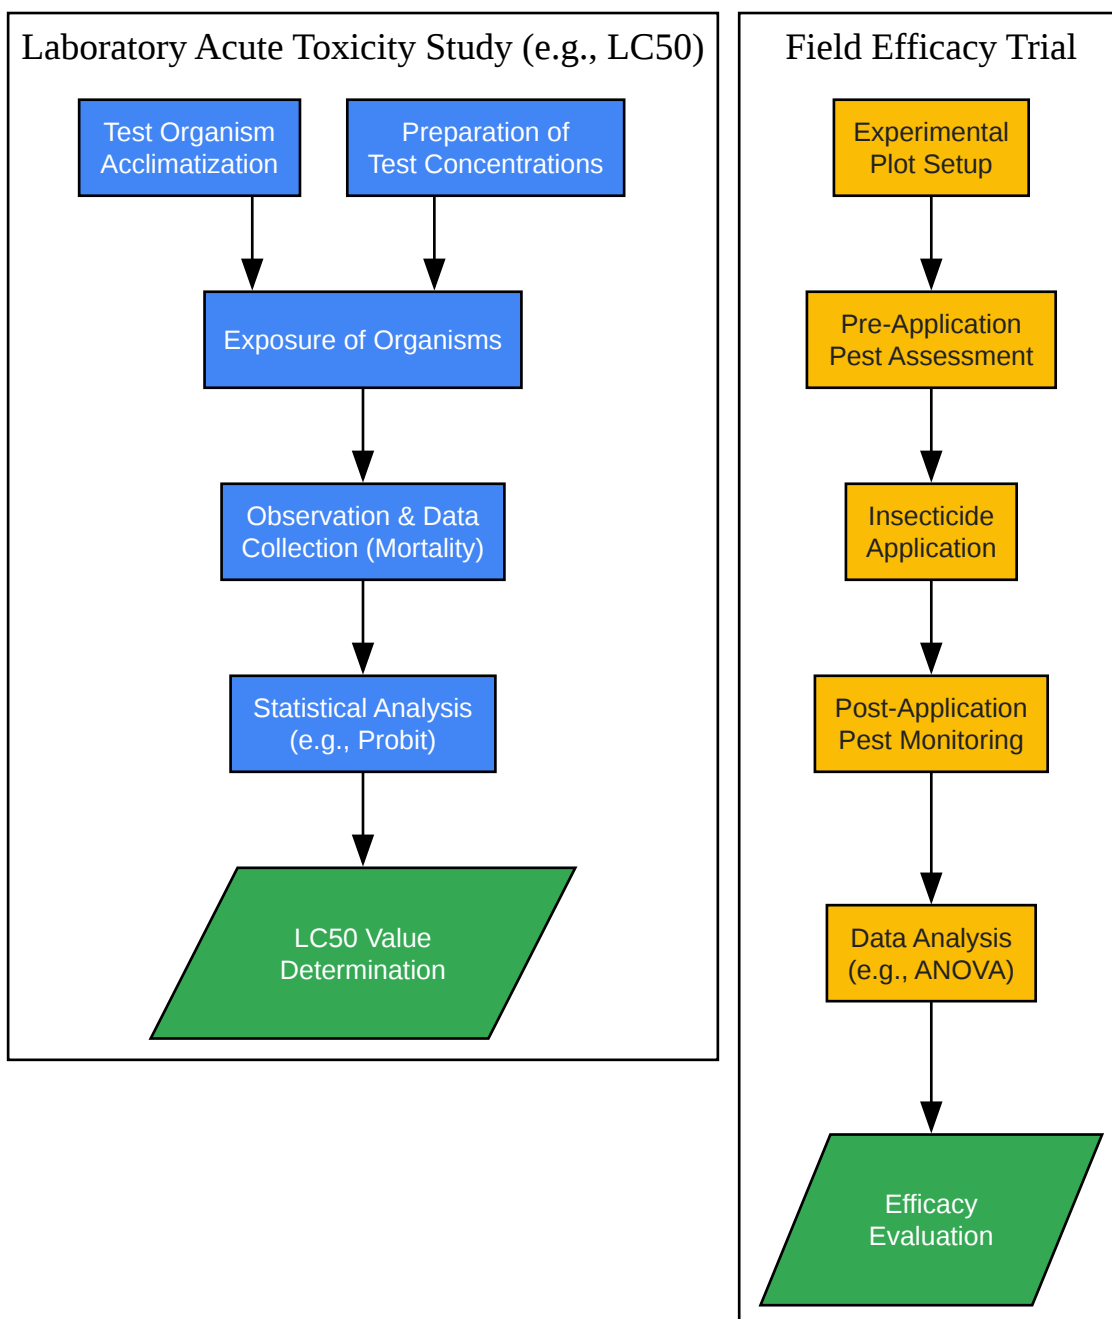 Laboratory Acute Toxicity Study (e.g., LC50)
Test Organism
Acclimatization
Preparation of
Test Concentrations
Exposure of Organisms
Observation & Data
Collection (Mortality)
Statistical Analysis
(e.g., Probit)
LC50 Value
Determination
Field Efficacy Trial
Experimental
Plot Setup
Pre-Application
Pest Assessment
Insecticide
Application
Post-Application
Pest Monitoring
Data Analysis
(e.g., ANOVA)
Efficacy
Evaluation